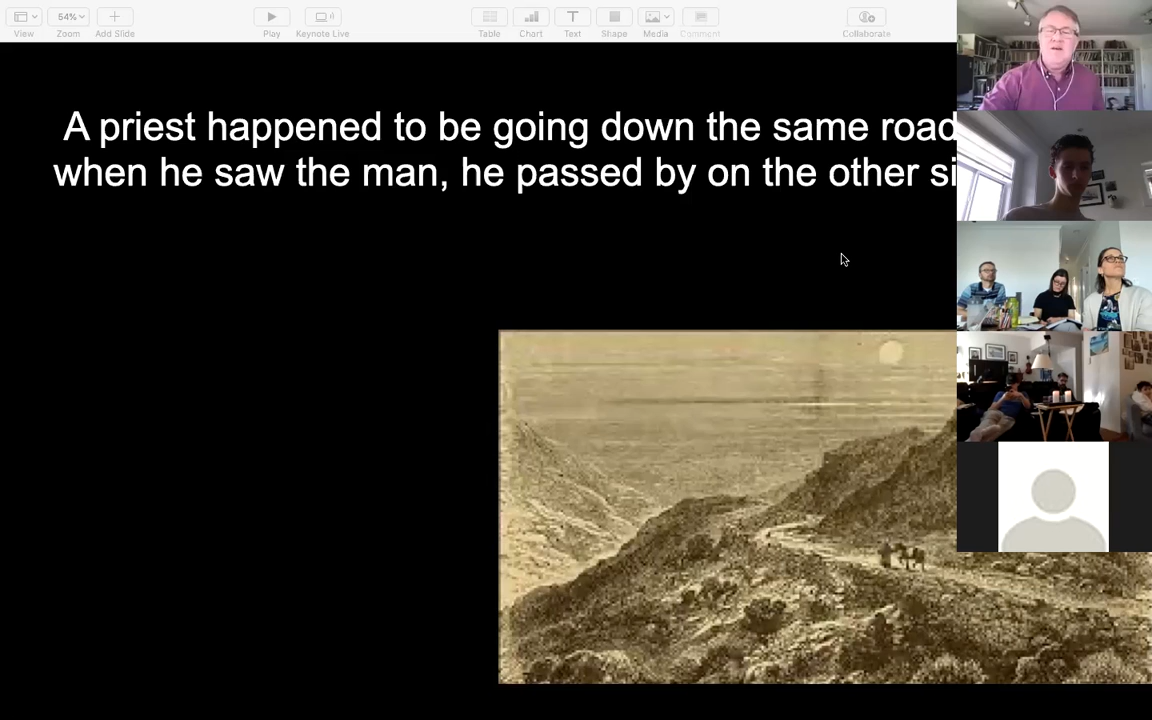 54%
View
Zoom
Add Slide
Play
Keynote Live
Table
Chart
Text
Shape
Media
Comment
Collaborate
A priest happened to be going down the same road
when he saw the man, he passed by on the other si